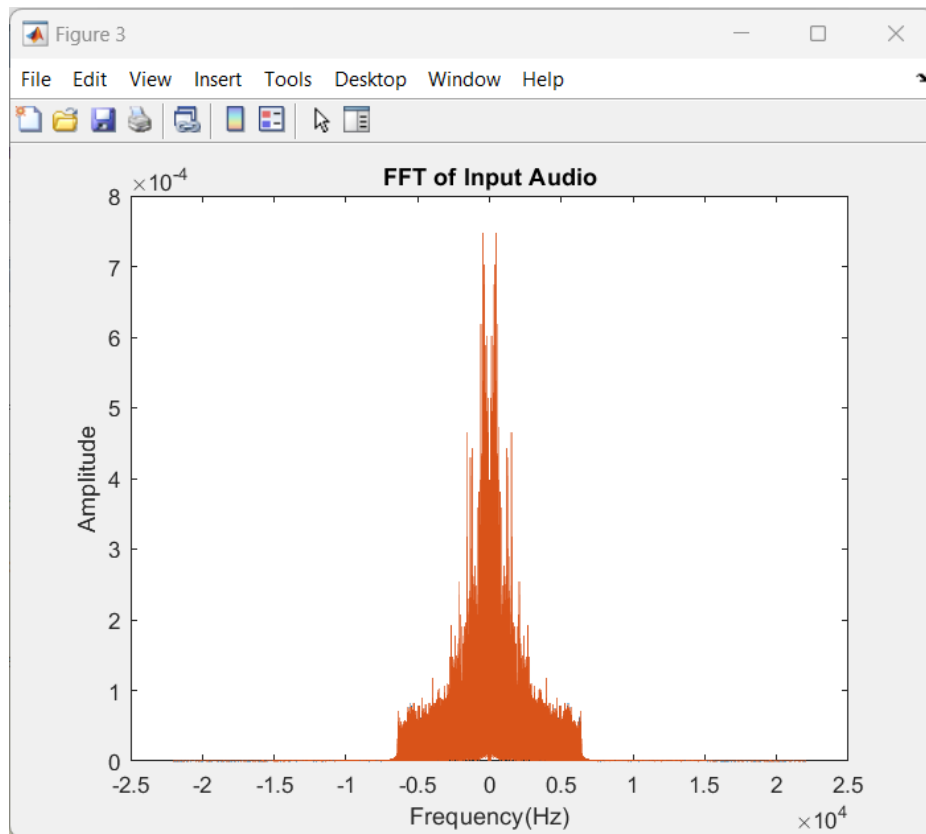 Figure 3
File Edit View Insert Tools Desktop Window Help
FFT of Input Audio
×10-4
8
7
6
5
4
3
2
1
0
Amplitude
-2.5 -2 -1.5 -1 -0.5 0 0.5 1 1.5 2 2.5
Frequency(Hz)
×10 4